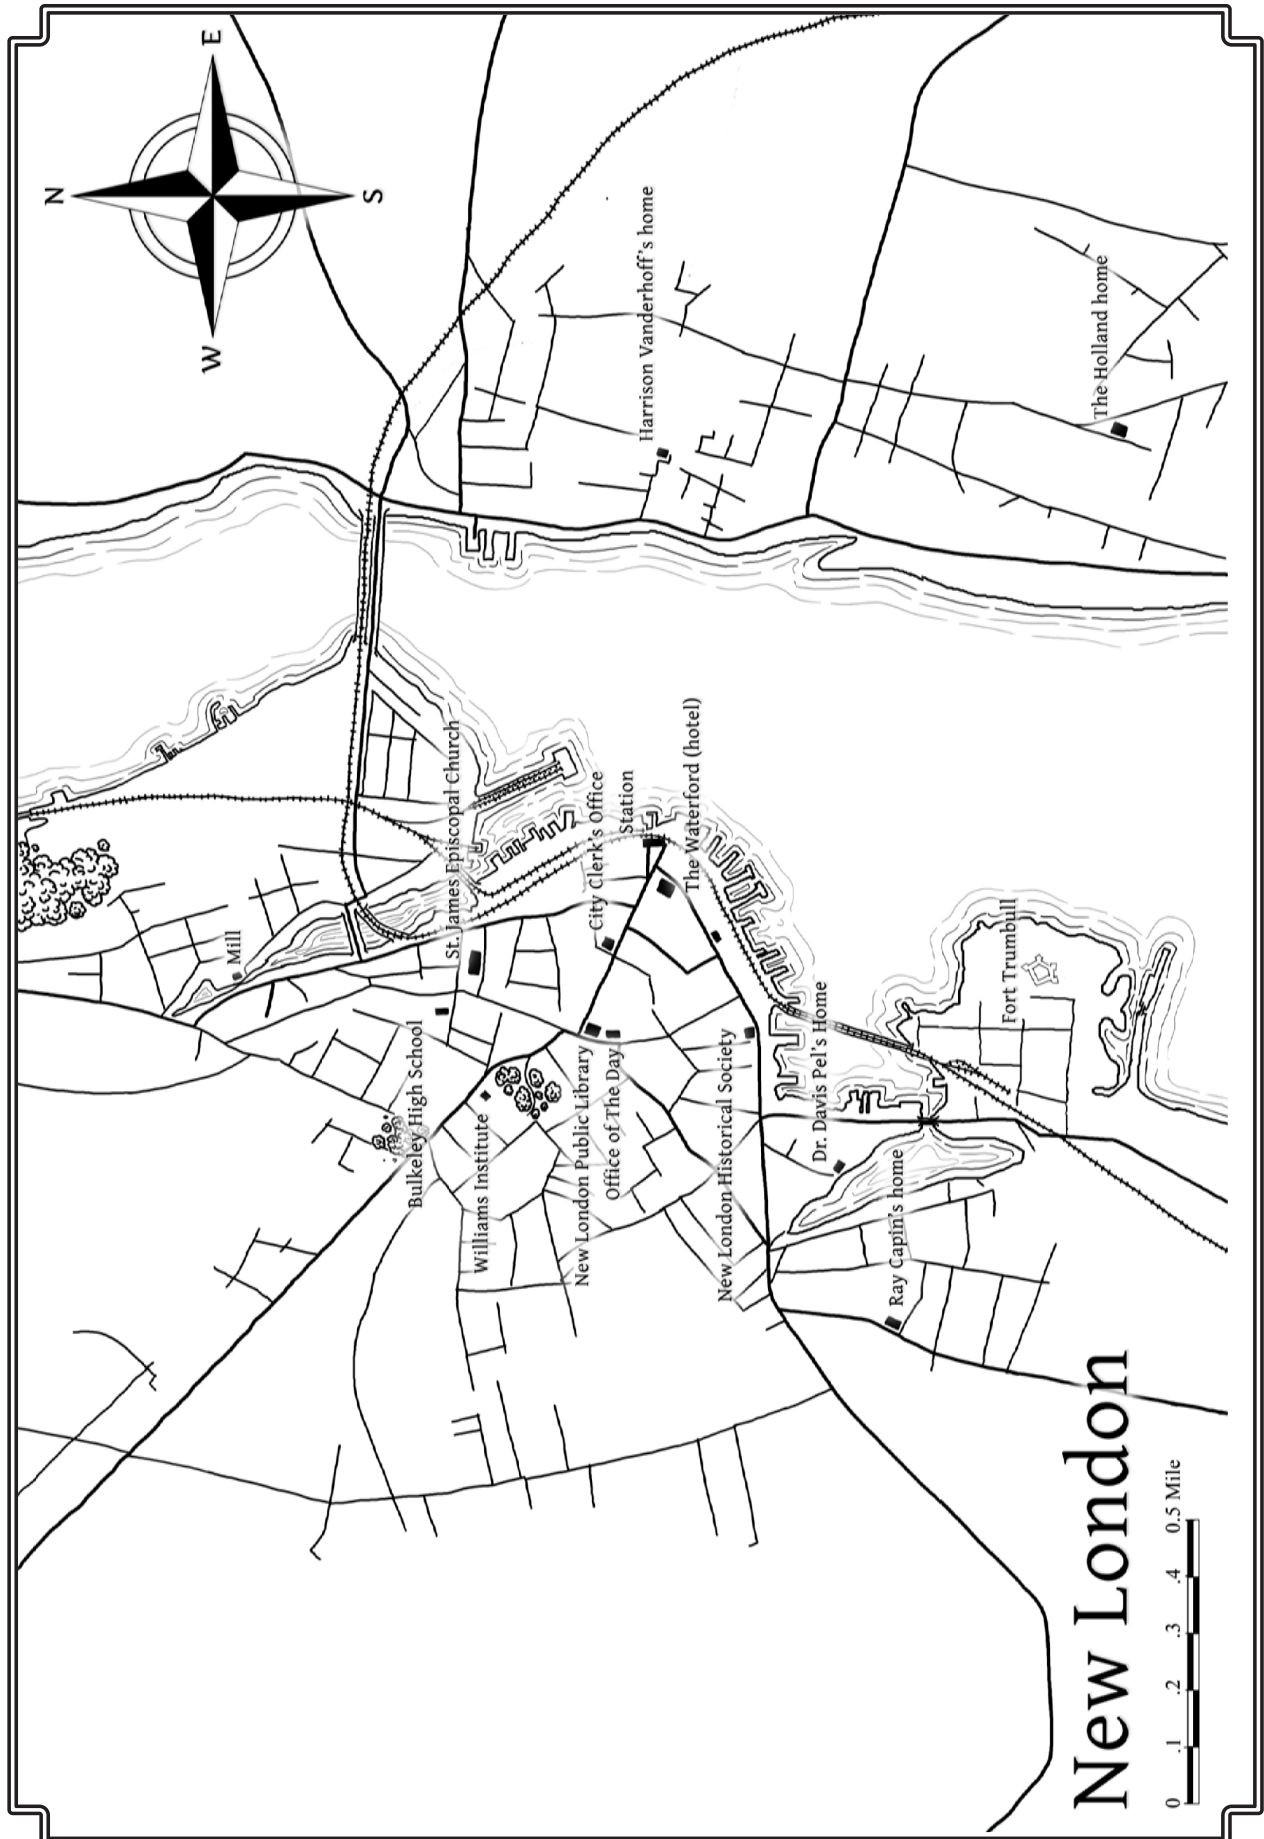 N
E
S
W
Mill
St. James Episcopal Church
Bulkeley High School
Williams Institute
City Clerk's Office
New London Public Library
Office of The Day
Station
Harrison Vanderhoff's home
The Waterford (hotel)
New London Historical Society
Dr. Davis Pel's Home
Ray Capin's home
Fort Trumbull
The Holland home
New London
0 .1 .2 .3 .4 0.5 Mile